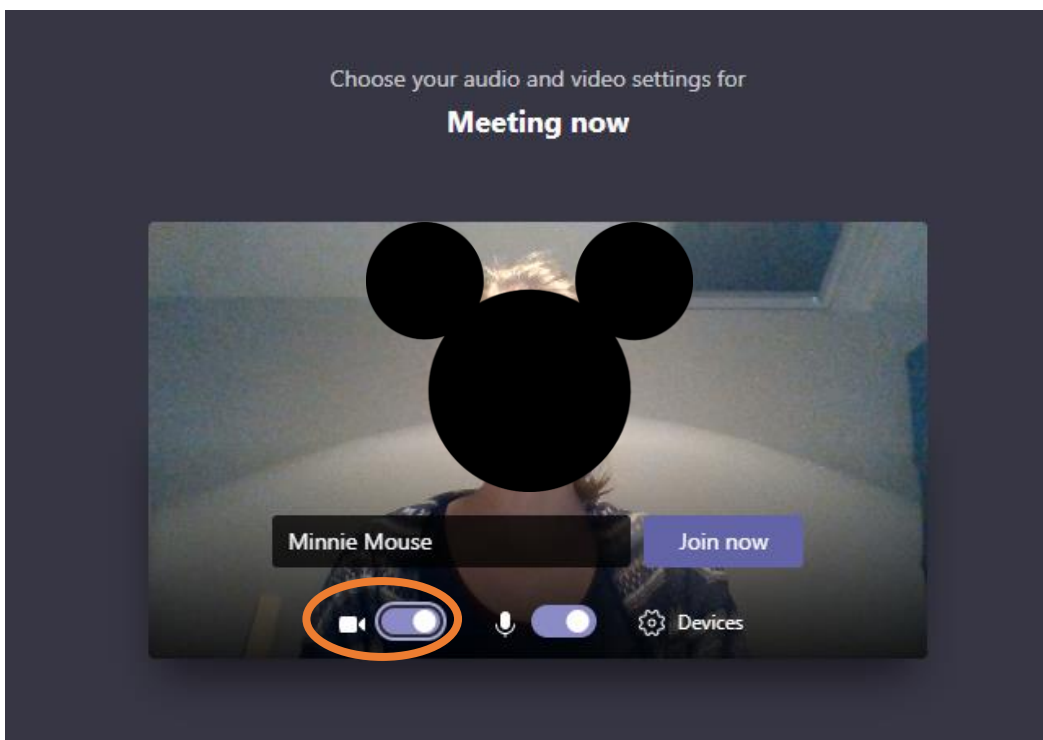 Choose your audio and video settings for
Meeting now
Minnie Mouse
Join now
Devices